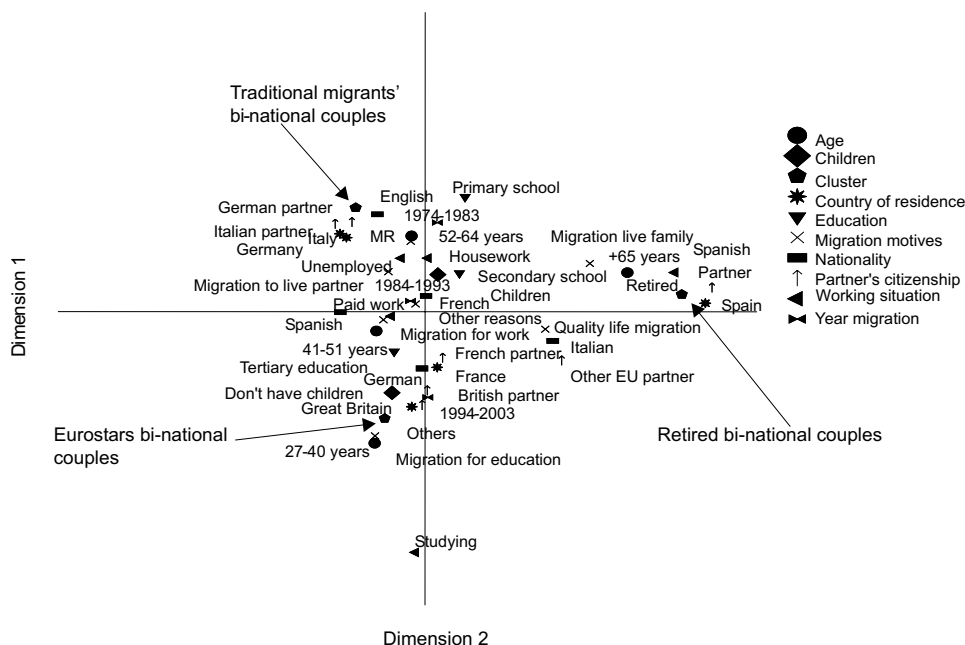 Traditional migrants'
bi-national couples
Age
Children
Cluster
Country of residence
Education
Migration motives
Nationality
Partner's citizenship
Working situation
Year migration
Primary school
English
German partner
1974-1983
Italian partner
Italy
MR
52-64 years
Migration live family
Spanish
Germany
Housework
+65 years
Unemployed
Secondary school
Retired
Partner
Migration to live partner
1984-1993
Children
Paid work
French
Spain
Other reasons
Spanish
Migration for work
Quality life migration
41-51 years
French partner
Italian
Tertiary education
France
Other EU partner
German
Don't have children
British partner
Great Britain
1994-2003
Eurostars bi-national
couples
Others
Retired bi-national couples
27-40 years
Migration for education
Studying
Dimension 1
Dimension 2